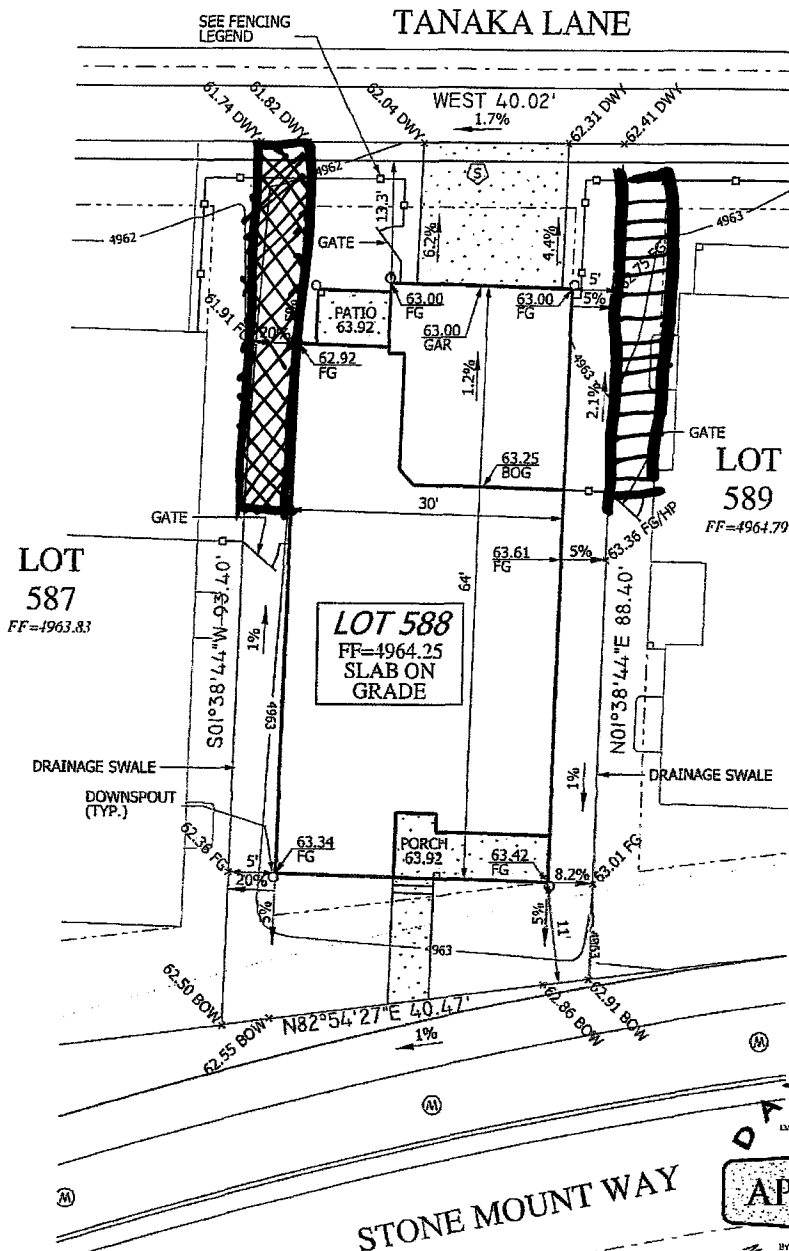 TANAKA LANE
SEE FENCING
LEGEND
61.74 DWY
61.82 DWY
62.04 DWY
WEST 40.02'
1.7%
62.31 DWY
62.41 DWY
4962
S
4962
13.3'
GATE
6.2%
4.4%
4963
62.75 FG
5'
5%
61.91 FG
20%
PATIO
63.92
63.00
FG
63.00
FG
63.00
GAR
62.92
FG
1.2%
4963
2.1%
GATE
63.25
BOG
LOT
589
FF=4964.79
GATE
30'
63.61
FG
5%
63.36 FG/HP
LOT
587
FF=4963.83
S01°38'44"W 93.40'
1%
64'
LOT 588
FF=4964.25
SLAB ON
GRADE
N01°38'44"E 88.40'
4963
DRAINAGE SWALE
1%
DRAINAGE SWALE
DOWNSPOUT
(TYP.)
62.38 FG
5'
20%
63.34
FG
PORCH
63.92
63.42
FG
8.2%
63.01 FG
5%
5%
11'
4963
4963
62.50 BOW
62.55 BOW
N82°54'27"E 40.47'
1%
62.86 BOW
62.91 BOW
W
W
W
STONE MOUNT WAY
DA
AP